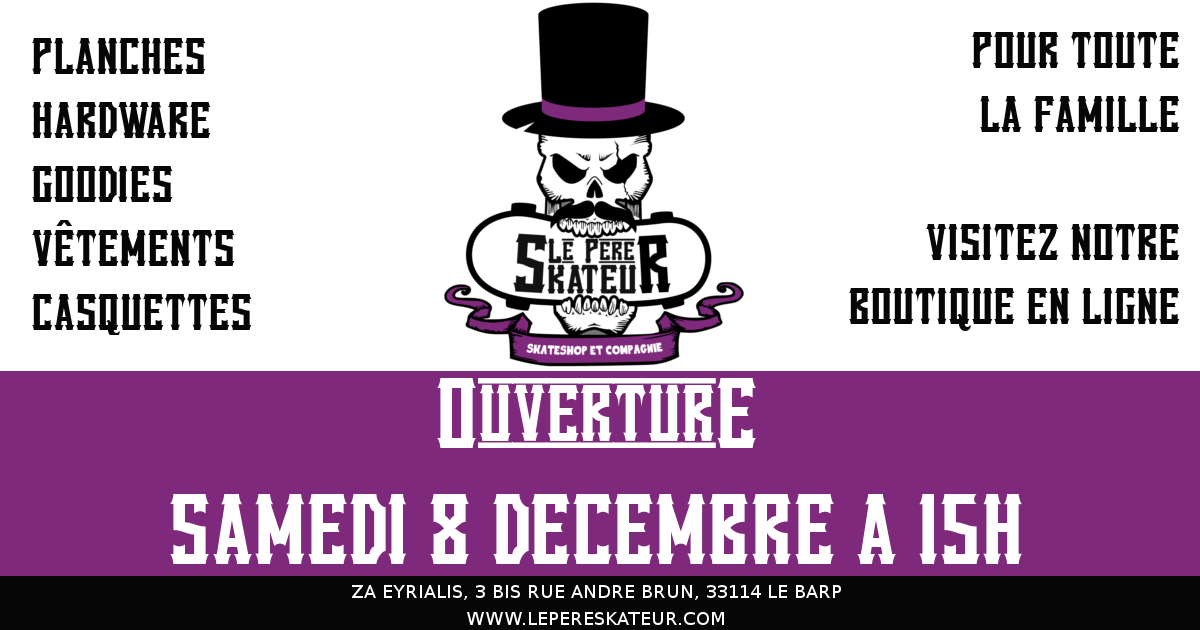 PLANCHES
HARDWARE
GOODIES
VÊTEMENTS
CASQUETTES
LE PERE
SKATEUR
SKATESHOP ET COMPAGNIE
POUR TOUTE
LA FAMILLE
VISITEZ NOTRE
BOUTIQUE EN LIGNE
OUVERTURE
SAMEDI 8 DECEMBRE A 15H
ZA EYRIALIS, 3 BIS RUE ANDRE BRUN, 33114 LE BARP
WWW.LEPERESKATEUR.COM